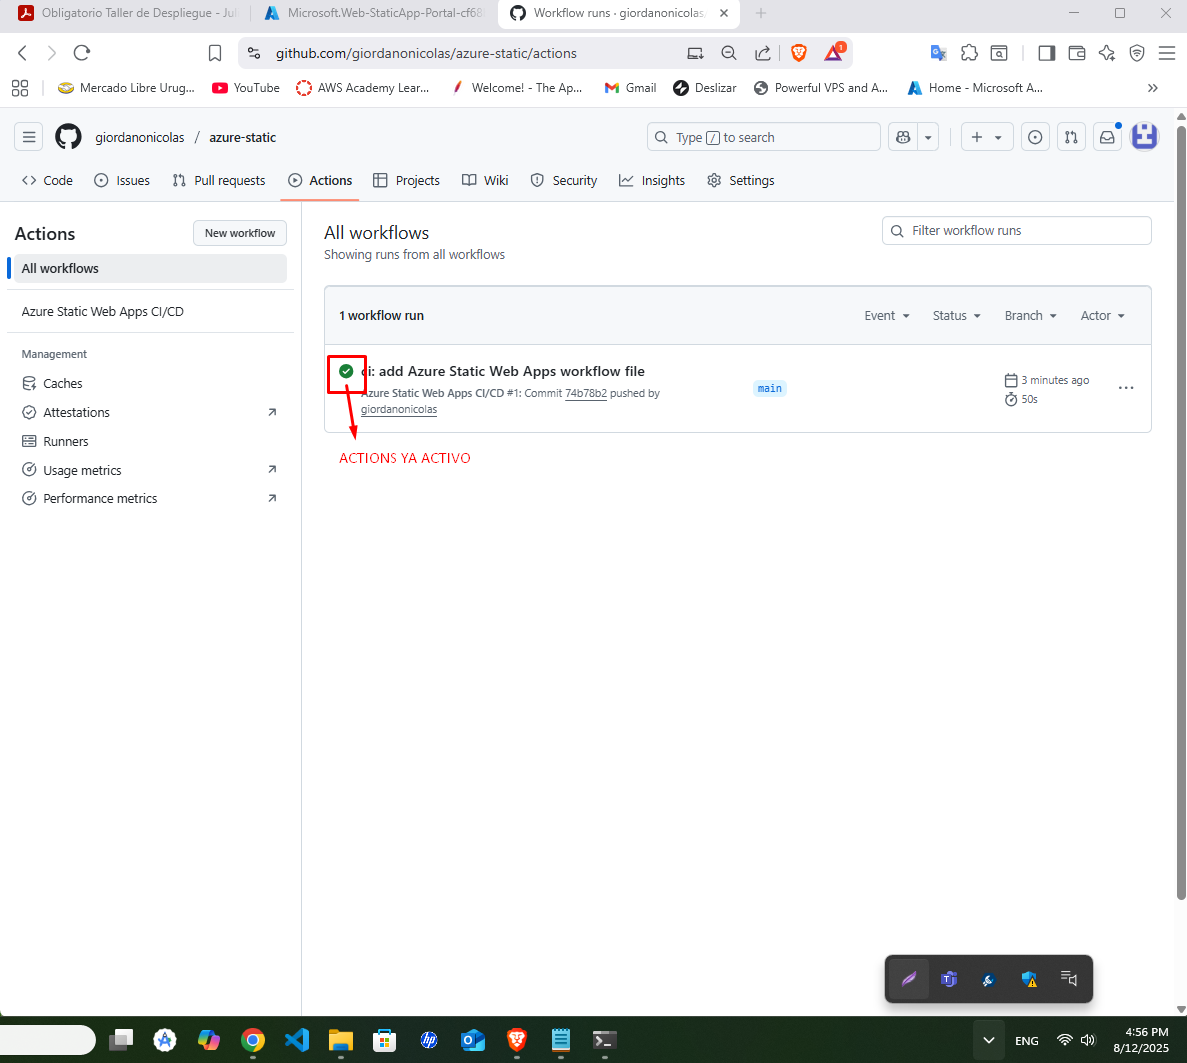 Obligatorio Taller de Despliegue - Jul
Microsoft.Web-StaticApp-Portal-cf68
Workflow runs · giordanonicolas
github.com/giordanonicolas/azure-static/actions
1
Mercado Libre Urug...
YouTube
AWS Academy Lear...
Welcome! - The Ap...
Gmail
Deslizar
Powerful VPS and A...
Home - Microsoft A...
giordanonicolas / azure-static
Type / to search
Code
Issues
Pull requests
Actions
Projects
Wiki
Security
Insights
Settings
Actions
New workflow
All workflows
Azure Static Web Apps CI/CD
Management
Caches
Attestations
Runners
Usage metrics
Performance metrics
All workflows
Showing runs from all workflows
Filter workflow runs
1 workflow run
Event
Status
Branch
Actor
ci: add Azure Static Web Apps workflow file
Azure Static Web Apps CI/CD #1: Commit 74b78b2 pushed by
giordanonicolas
main
3 minutes ago
50s
ACTIONS YA ACTIVO
ENG
4:56 PM
8/12/2025